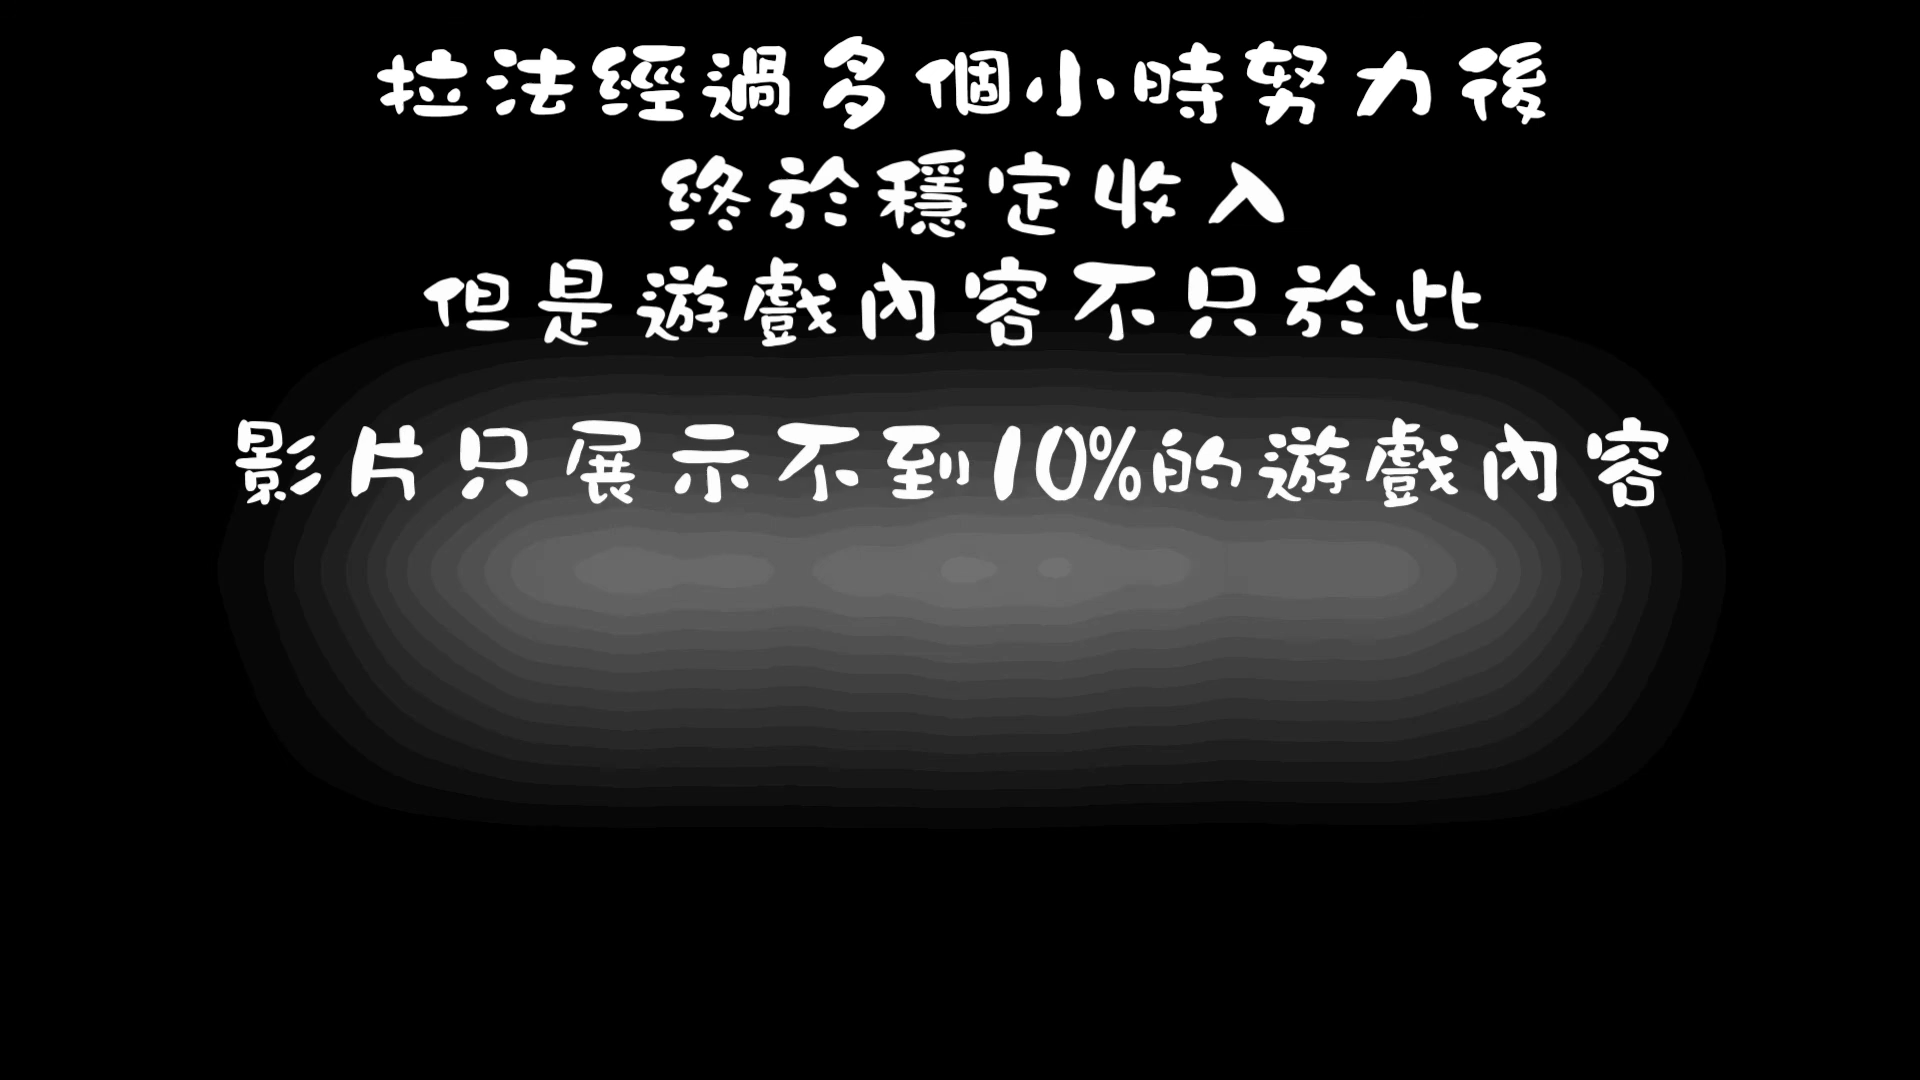 拉法經過多個小時努力後
終於穩定收入
但是遊戲內容不只於此
影片只展示不到10%的遊戲內容